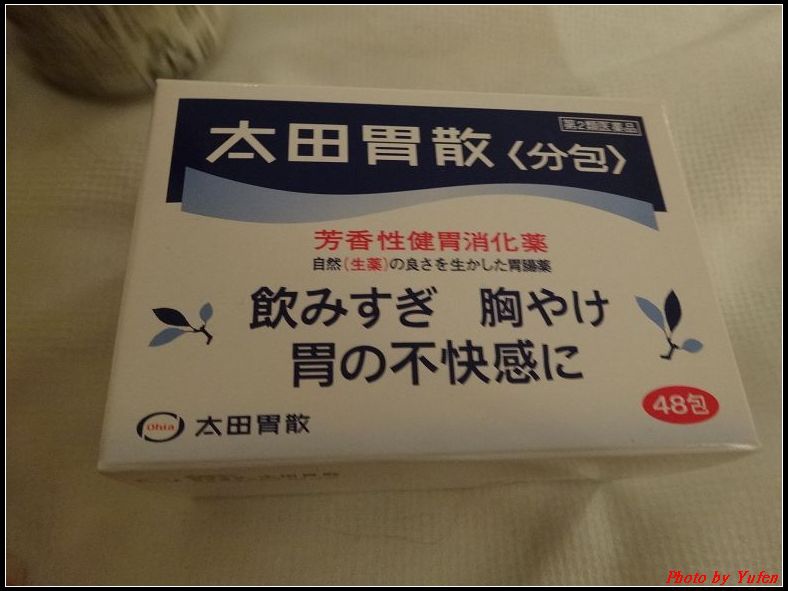 第2類医薬品
太田胃散〈分包〉
芳香性健胃消化薬
自然(生薬)の良さを生かした胃腸薬
飲みすぎ 胸やけ
胃の不快感に
48包
Ohta 太田胃散
Photo by Yufen